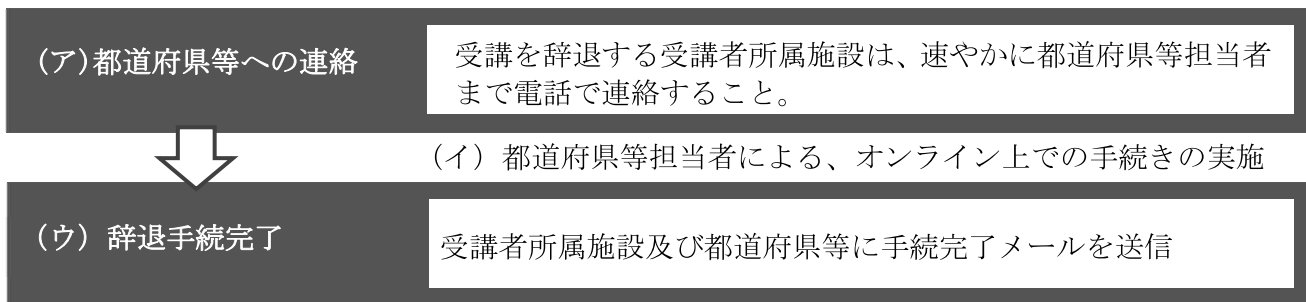 （ア）都道府県等への連絡
受講を辞退する受講者所属施設は、速やかに都道府県等担当者
まで電話で連絡すること。
（イ）都道府県等担当者による、オンライン上での手続きの実施
（ウ）辞退手続完了
受講者所属施設及び都道府県等に手続完了メールを送信